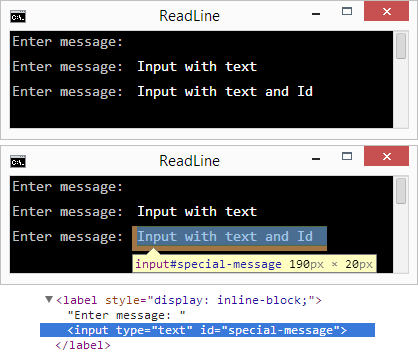 ReadLine
Enter message:
Enter message: Input with text
Enter message: Input with text and Id
ReadLine
Enter message:
Enter message: Input with text
Enter message: Input with text and Id
input#special-message 190px × 20px
<label style="display: inline-block;">
"Enter message: "
<input type="text" id="special-message">
</label>